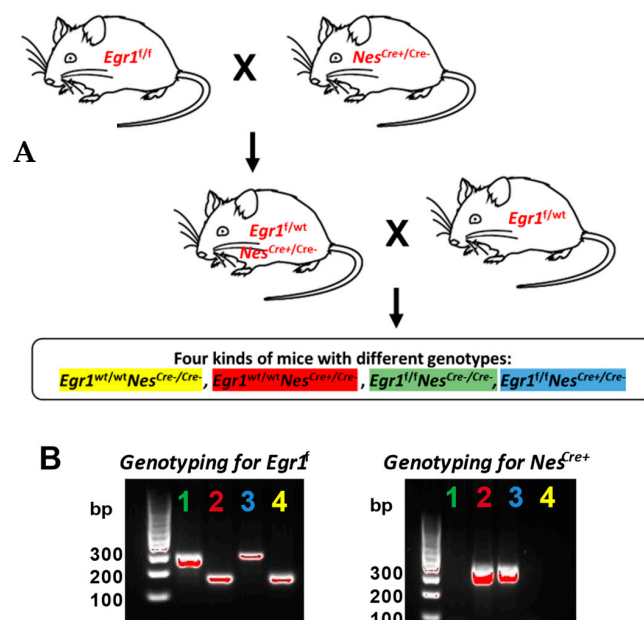 Egr1f/f
X
NesCre+/Cre-
A
Egr1f/wt
NesCre+/Cre-
X
Egr1f/wt
Four kinds of mice with different genotypes:
Egr1wt/wtNesCre-/Cre-, Egr1wt/wtNesCre+/Cre-, Egr1f/fNesCre-/Cre-, Egr1f/fNesCre+/Cre-
B
Genotyping for Egr1f
Genotyping for NesCre+
bp
1 2 3 4
300
200
100
bp
1 2 3 4
300
200
100